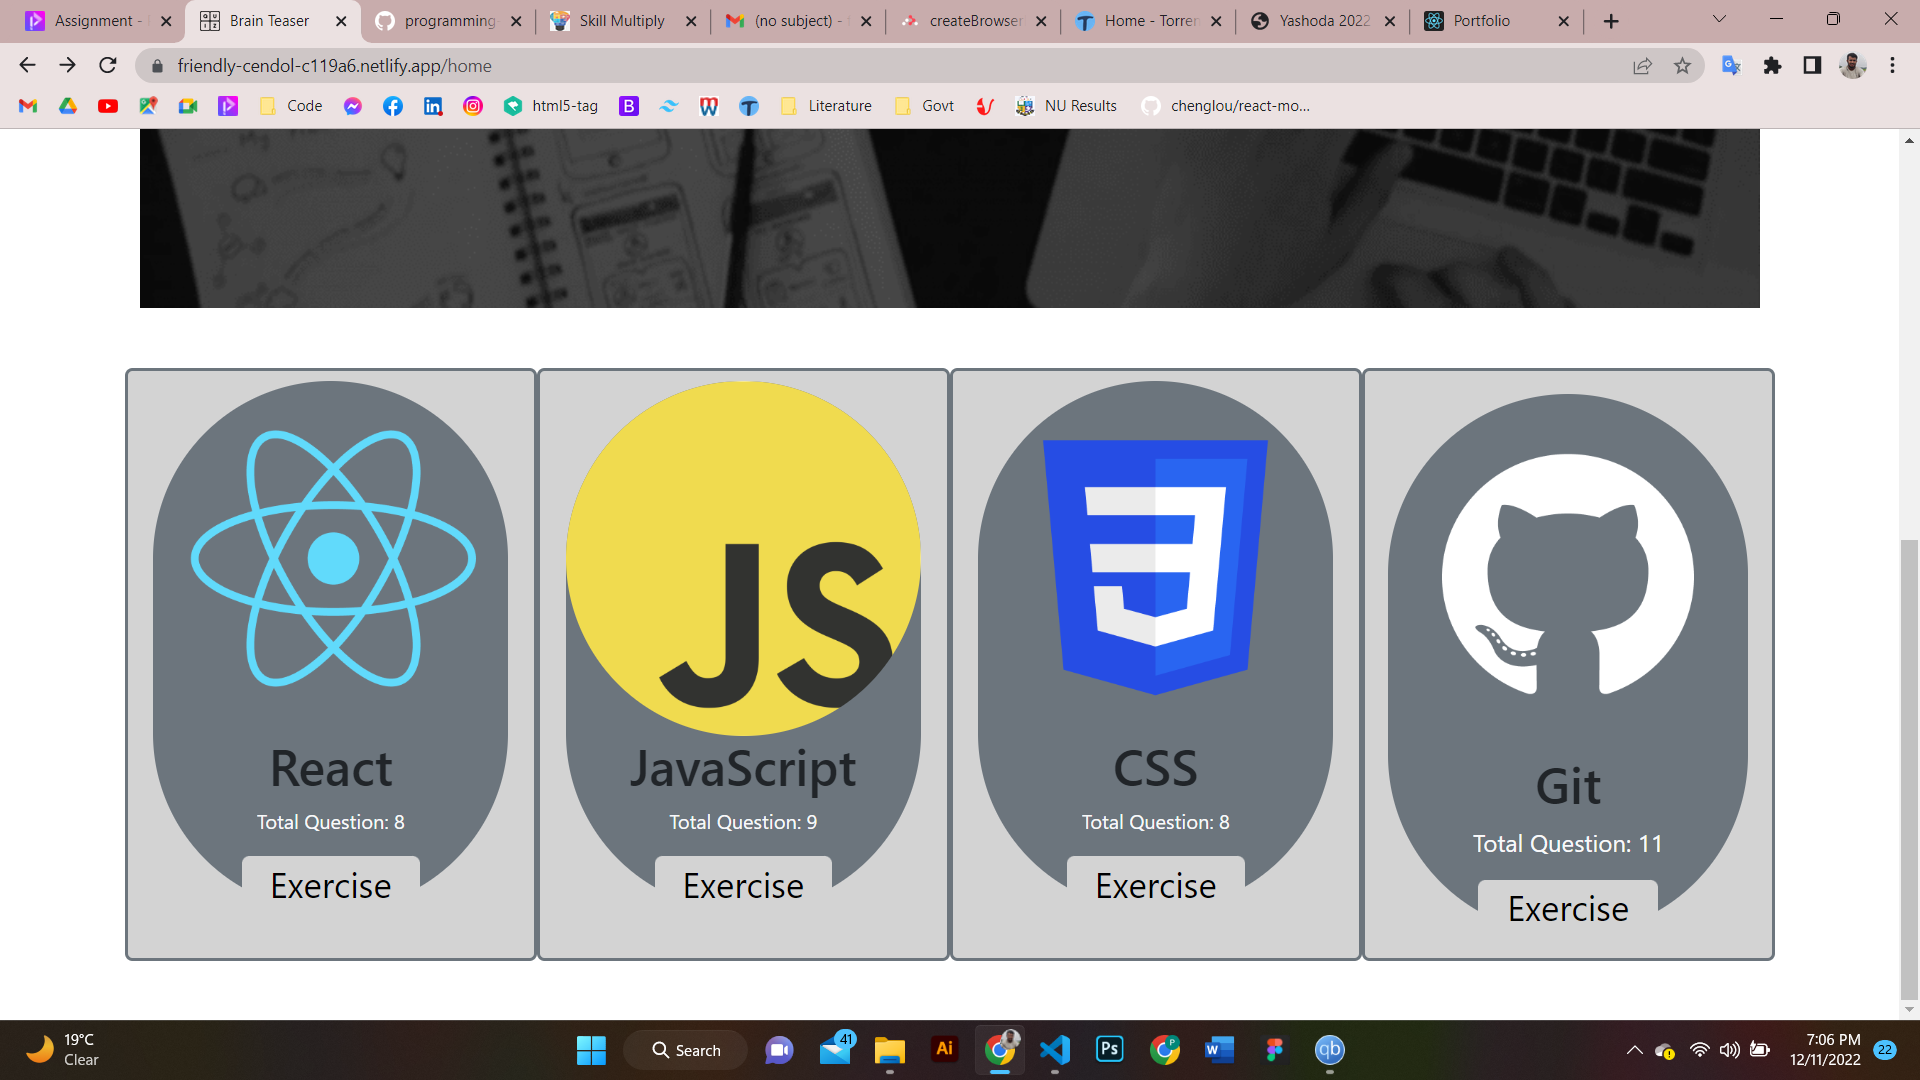 Assignment -
Brain Teaser
programming-
Skill Multiply
(no subject) -
createBrowser
Home - Torren
Yashoda 2022
Portfolio
friendly-cendol-c119a6.netlify.app/home
Code
html5-tag
Literature
Govt
NU Results
chenglou/react-mo...
JS
React
JavaScript
CSS
Git
Total Question: 8
Total Question: 9
Total Question: 8
Total Question: 11
Exercise
Exercise
Exercise
Exercise
19°C
Clear
Search
41
Ai
Ps
P
W
qb
7:06 PM
12/11/2022
22